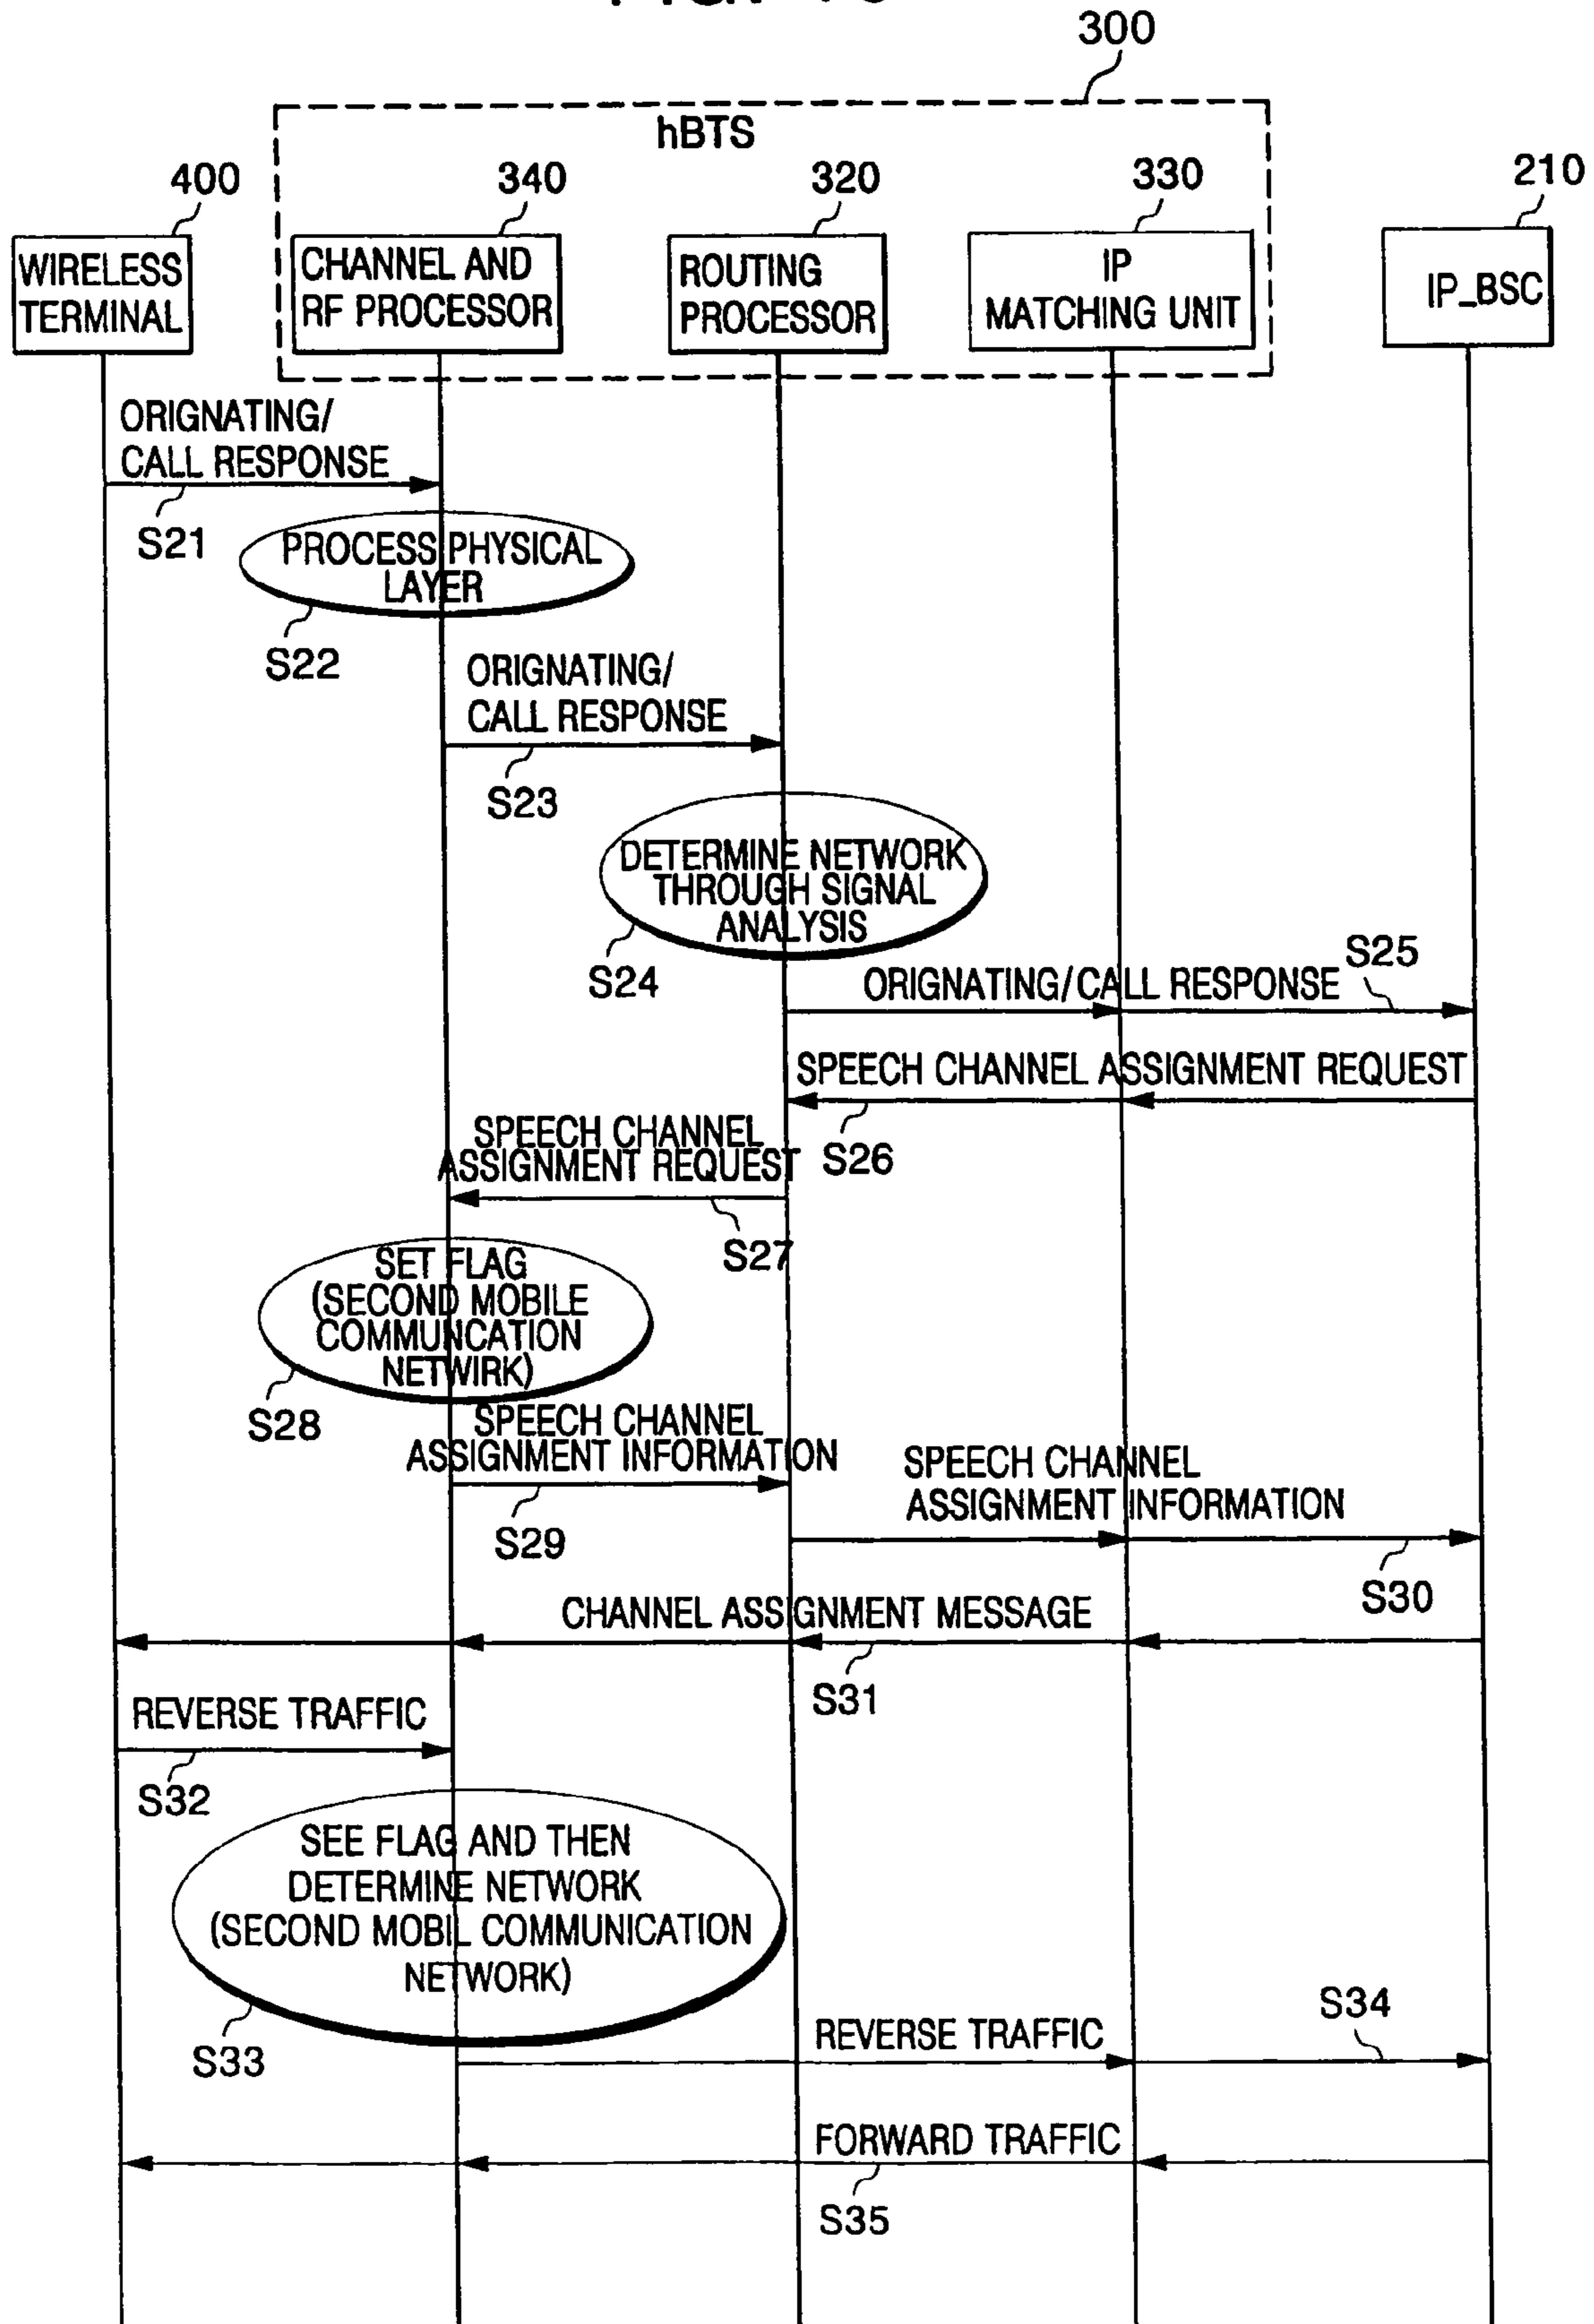 300
hBTS
400
340
320
330
210
WIRELESS
TERMINAL
CHANNEL AND
RF PROCESSOR
ROUTING
PROCESSOR
IP
MATCHING UNIT
IP_BSC
ORIGNATING/
CALL RESPONSE
S21
PROCESS PHYSICAL
LAYER
S22
ORIGNATING/
CALL RESPONSE
S23
DETERMINE NETWORK
THROUGH SIGNAL
ANALYSIS
S24
ORIGNATING/CALL RESPONSE
S25
SPEECH CHANNEL ASSIGNMENT REQUEST
S26
SPEECH CHANNEL
ASSIGNMENT REQUEST
S27
SET FLAG
(SECOND MOBILE
COMMUNCATION
NETWIRK)
S28
SPEECH CHANNEL
ASSIGNMENT INFORMATION
S29
SPEECH CHANNEL
ASSIGNMENT INFORMATION
S30
CHANNEL ASSIGNMENT MESSAGE
S31
REVERSE TRAFFIC
S32
SEE FLAG AND THEN
DETERMINE NETWORK
(SECOND MOBIL COMMUNICATION
NETWORK)
S33
REVERSE TRAFFIC
S34
FORWARD TRAFFIC
S35